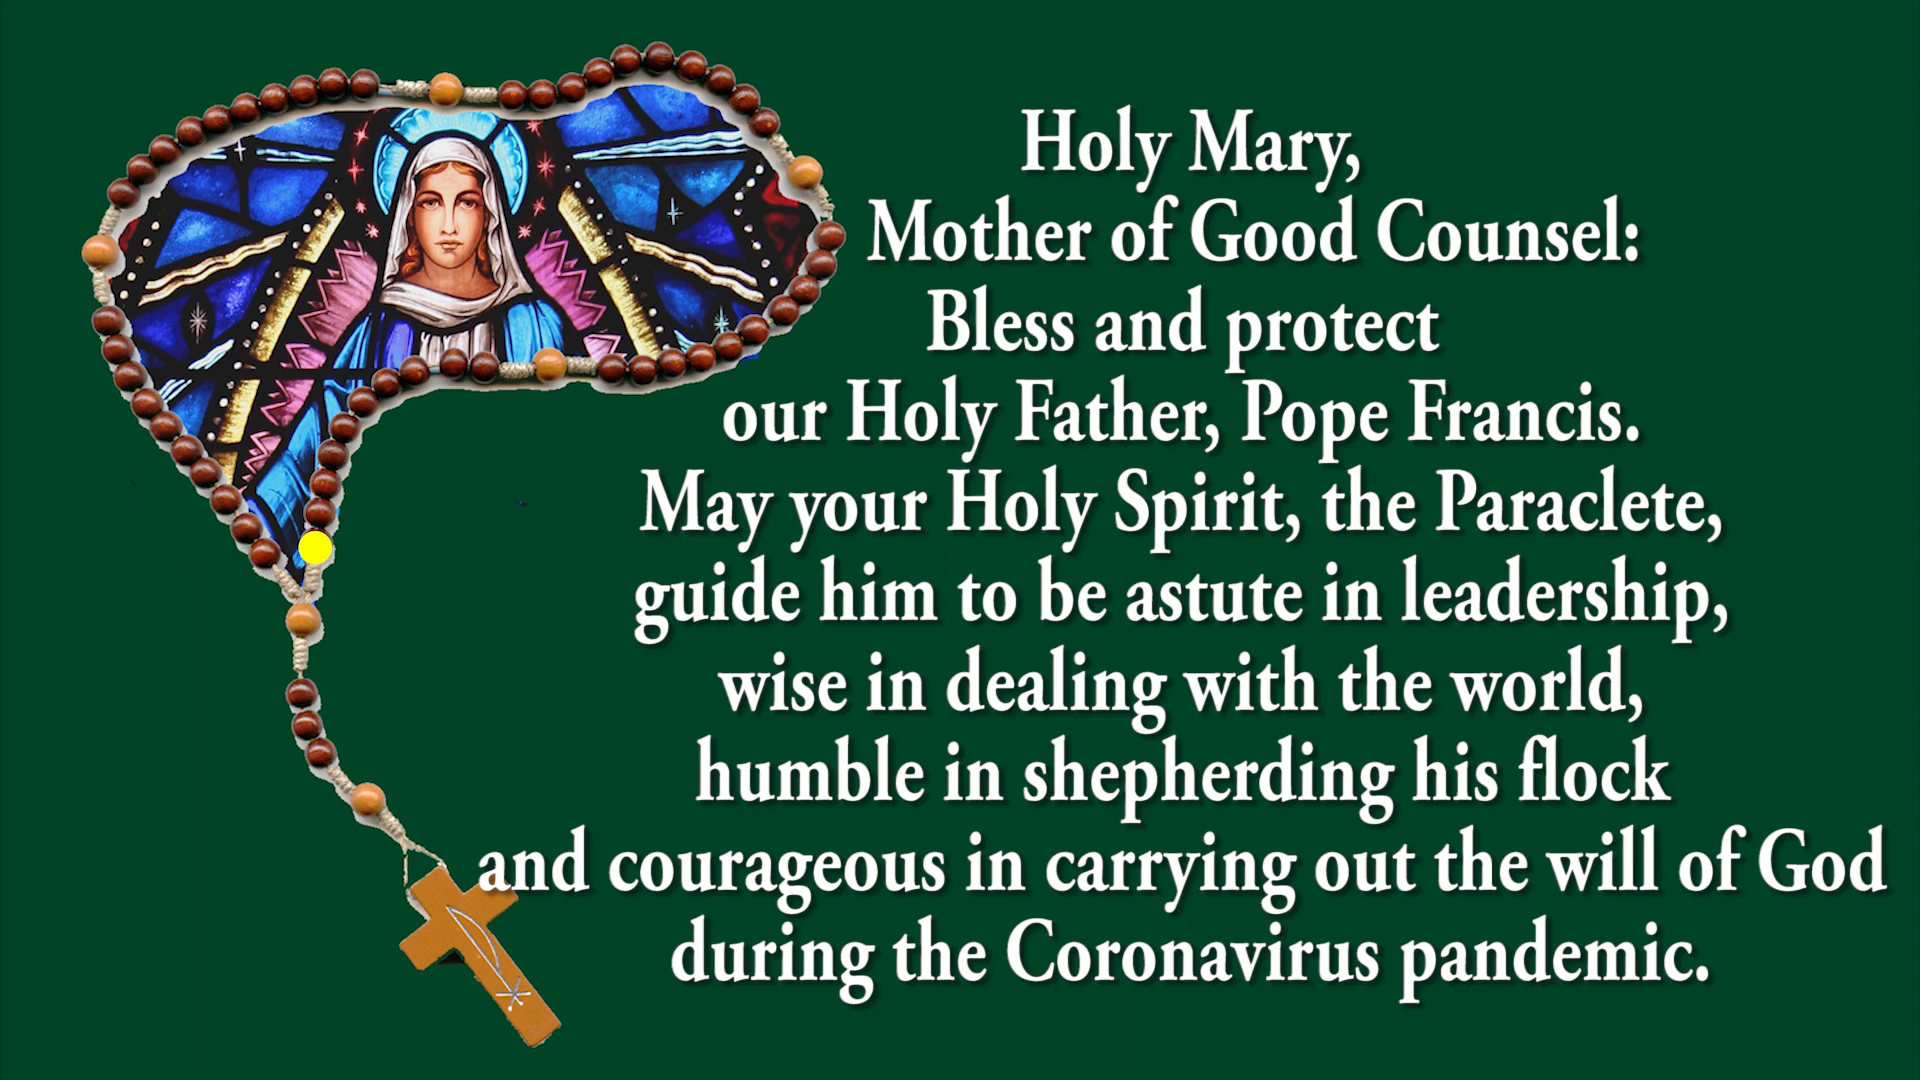 Holy Mary,
Mother of Good Counsel:
Bless and protect
our Holy Father, Pope Francis.
May your Holy Spirit, the Paraclete,
guide him to be astute in leadership,
wise in dealing with the world,
humble in shepherding his flock
and courageous in carrying out the will of God
during the Coronavirus pandemic.